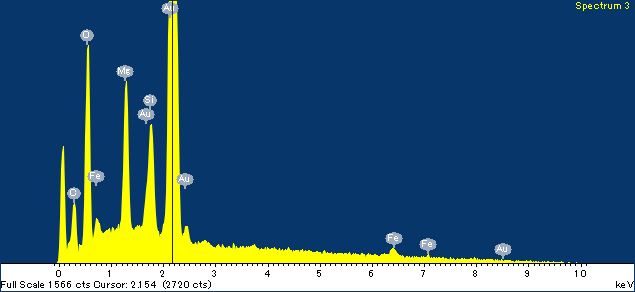 Spectrum 3
Au
O
Mg
Si
Au
Fe
Au
C
Fe
Fe
Au
0 1 2 3 4 5 6 7 8 9 10
Full Scale 1566 cts Cursor: 2.154 (2720 cts) keV